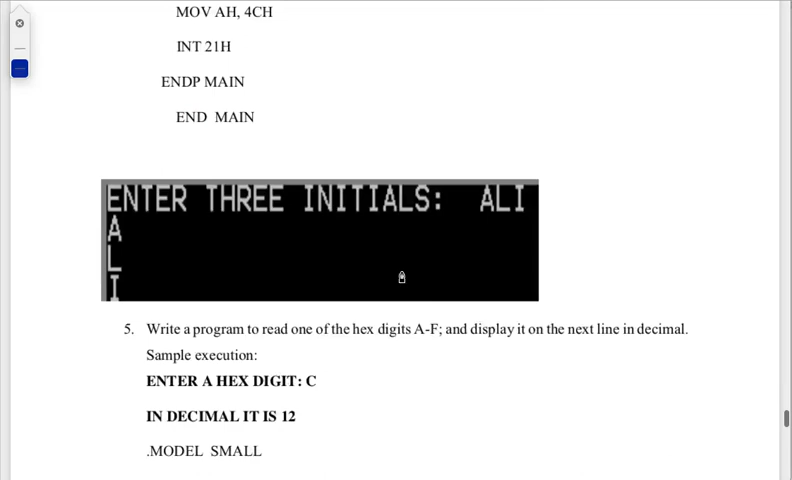 MOV AH, 4CH
INT 21H
ENDP MAIN
END MAIN
ENTER THREE INITIALS: ALI
A
L
I
5. Write a program to read one of the hex digits A-F; and display it on the next line in decimal.
Sample execution:
ENTER A HEX DIGIT: C
IN DECIMAL IT IS 12
.MODEL SMALL